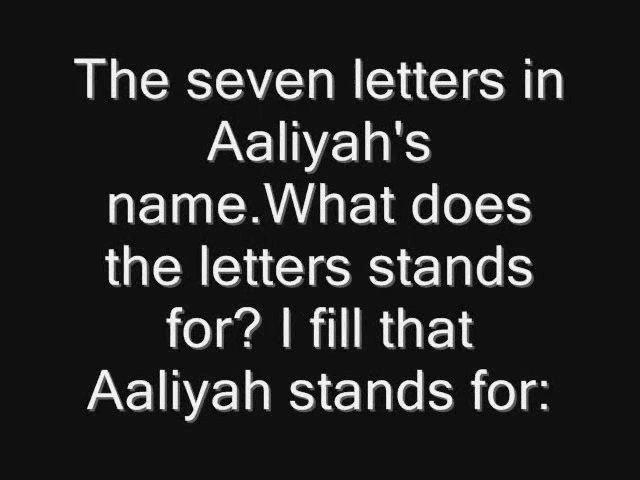 The seven letters in
Aaliyah's
name.What does
the letters stands
for? I fill that
Aaliyah stands for: